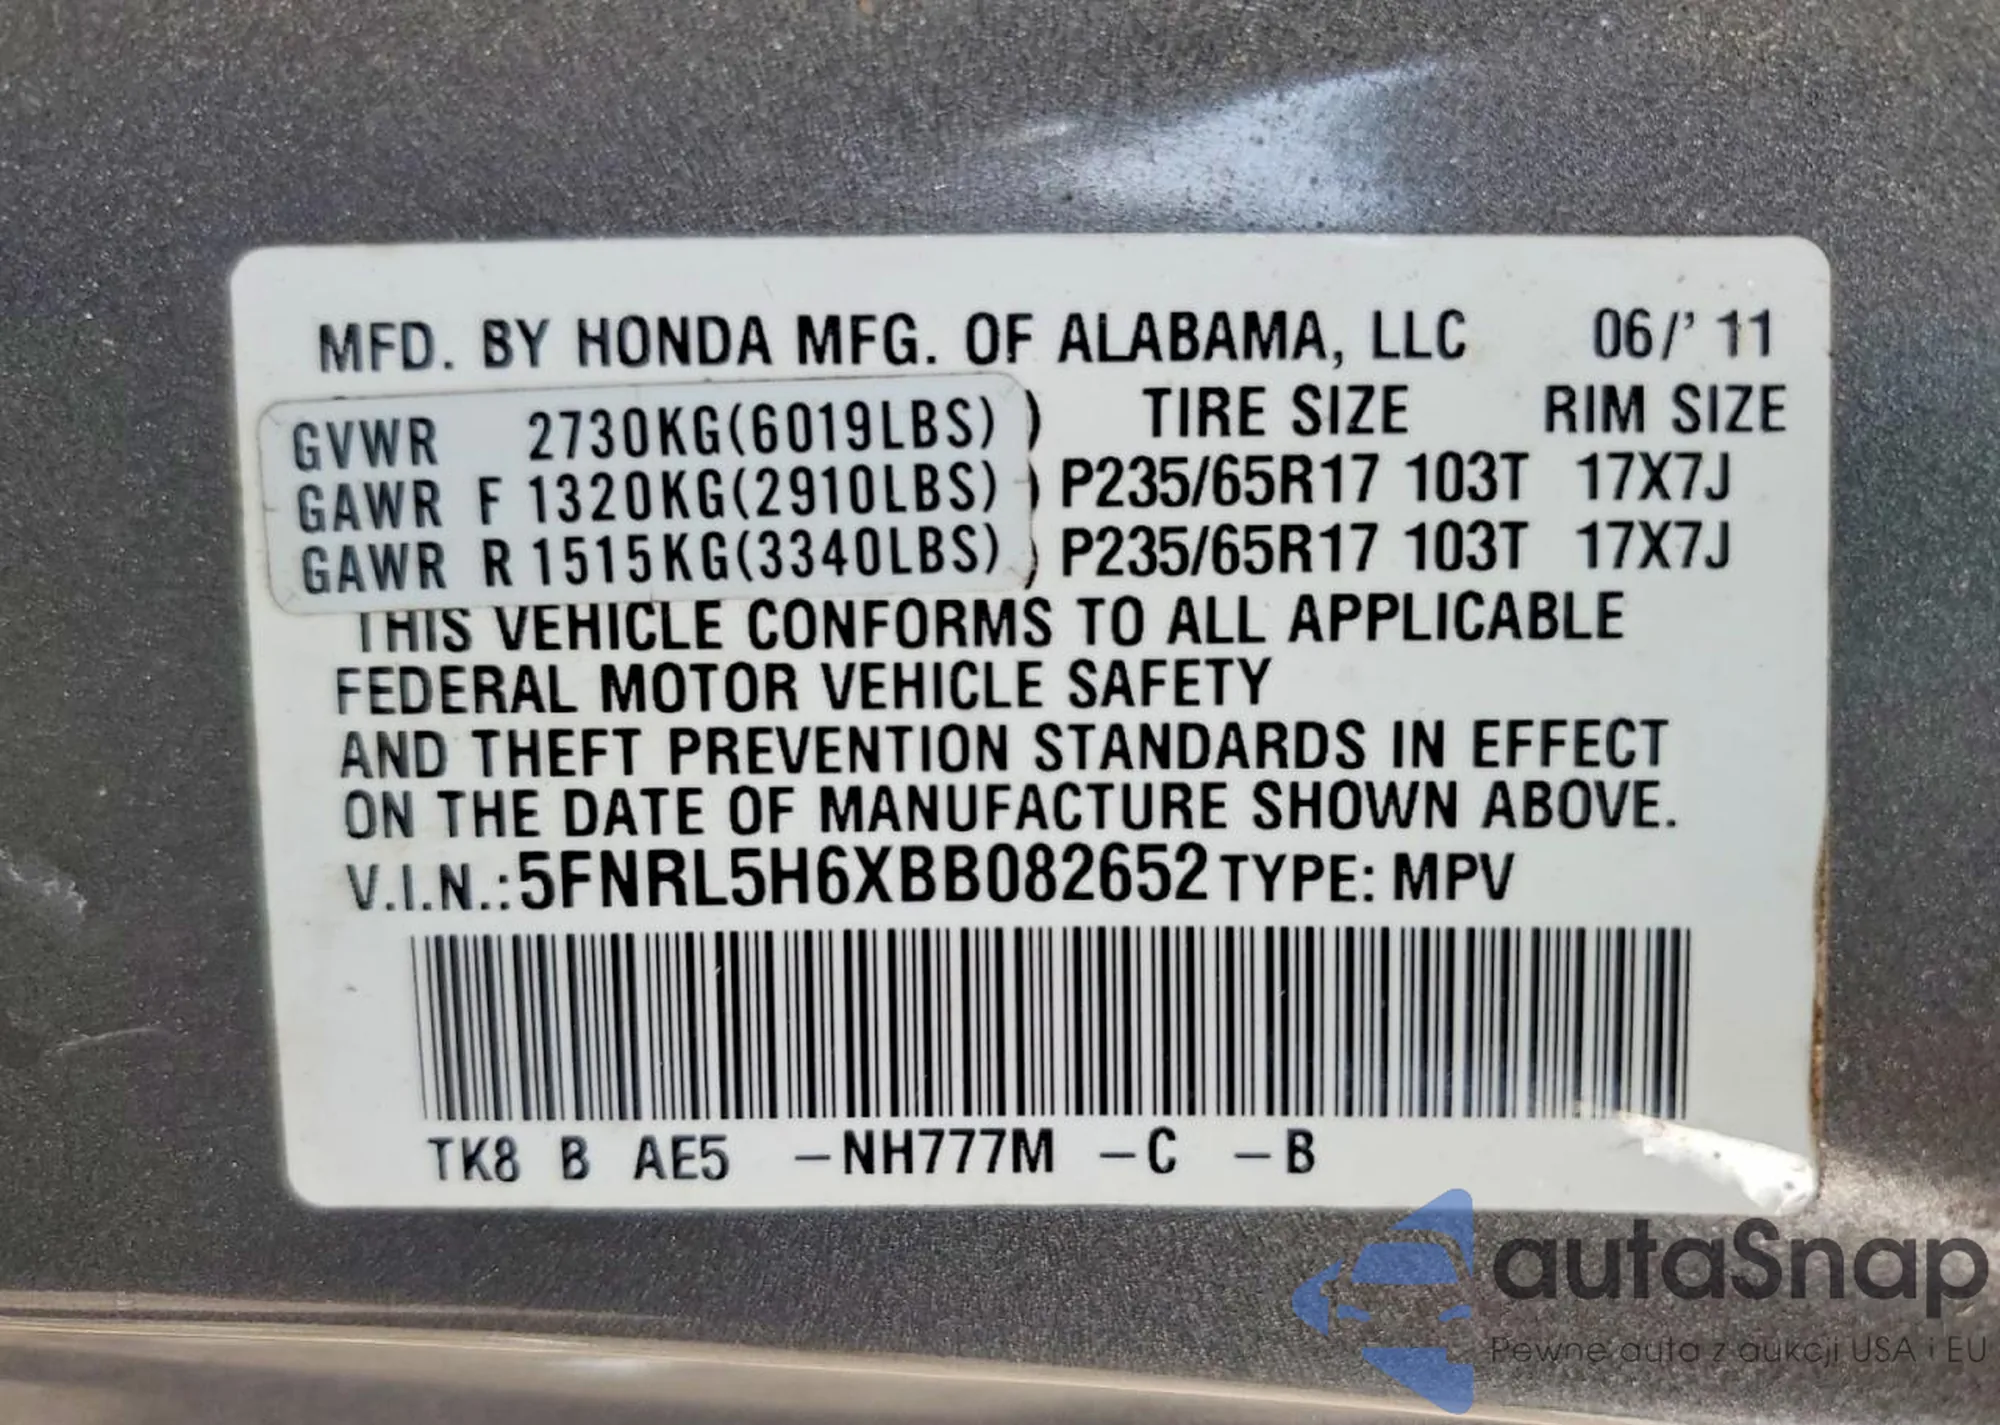 MFD. BY HONDA MFG. OF ALABAMA, LLC 06/' 11
GVWR 2730KG(6019LBS) ) TIRE SIZE RIM SIZE
GAWR F 1320KG(2910LBS) ) P235/65R17 103T 17X7J
GAWR R 1515KG(3340LBS) ) P235/65R17 103T 17X7J
THIS VEHICLE CONFORMS TO ALL APPLICABLE
FEDERAL MOTOR VEHICLE SAFETY
AND THEFT PREVENTION STANDARDS IN EFFECT
ON THE DATE OF MANUFACTURE SHOWN ABOVE.
V.I.N.:5FNRL5H6XBB082652 TYPE: MPV
TK8 B AE5 –NH777M –C –B
autaSnap
Pewne auta z aukcji USA i EU